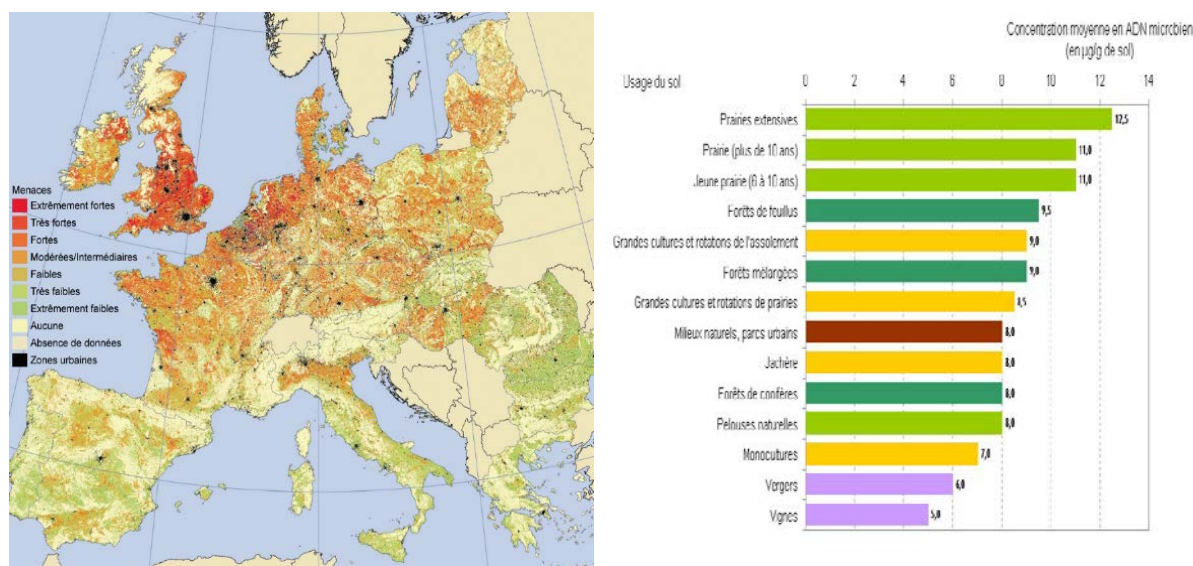 Menaces
Extrêmement fortes
Très fortes
Fortes
Modérées/Intermédiaires
Faibles
Très faibles
Extrêmement faibles
Aucune
Absence de données
Zones urbaines
Concentration moyenne en ADN microbien
(en µg/g de sol)
Usage du sol
0 2 4 6 8 10 12 14
Prairies extensives 12,5
Prairie (plus de 10 ans) 11,0
Jeune prairie (6 à 10 ans) 11,0
Forêts de feuillus 9,5
Grandes cultures et rotations de l'assolement 9,0
Forêts mélangées 9,0
Grandes cultures et rotations de prairies 8,5
Milieux naturels, parcs urbains 8,0
Jachère 8,0
Forêts de conifères 8,0
Pelouses naturelles 8,0
Monocultures 7,0
Vergers 6,0
Vignes 5,0